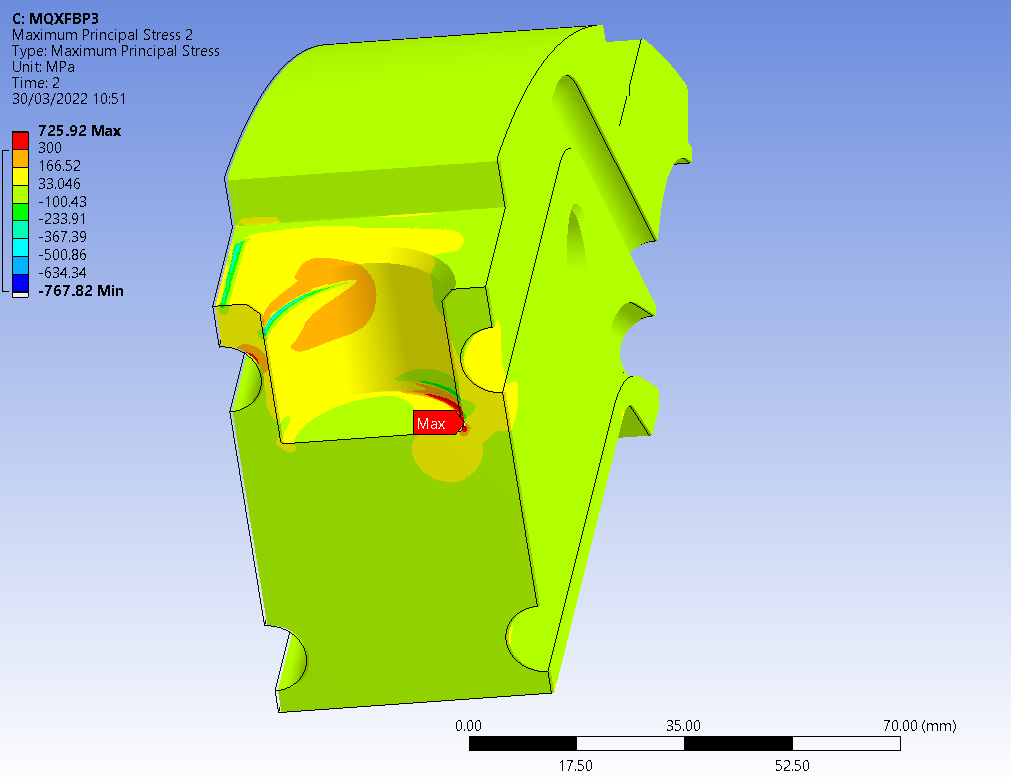 C: MQXFBP3
Maximum Principal Stress 2
Type: Maximum Principal Stress
Unit: MPa
Time: 2
30/03/2022 10:51
725.92 Max
300
166.52
33.046
-100.43
-233.91
-367.39
-500.86
-634.34
-767.82 Min
Max
0.00 35.00 70.00 (mm)
17.50 52.50